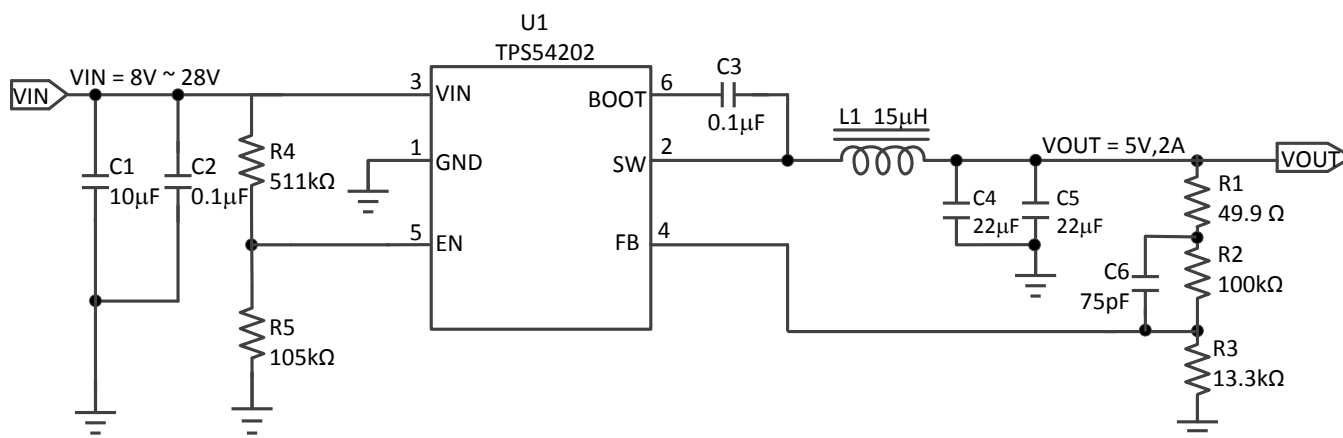 U1
TPS54202
VIN
VIN = 8V ~ 28V
3
VIN
1
GND
5
EN
BOOT
6
SW
2
FB
4
C1
10μF
C2
0.1μF
R4
511kΩ
R5
105kΩ
C3
0.1μF
L1 15μH
VOUT = 5V,2A
VOUT
C4
22μF
C5
22μF
R1
49.9 Ω
C6
75pF
R2
100kΩ
R3
13.3kΩ